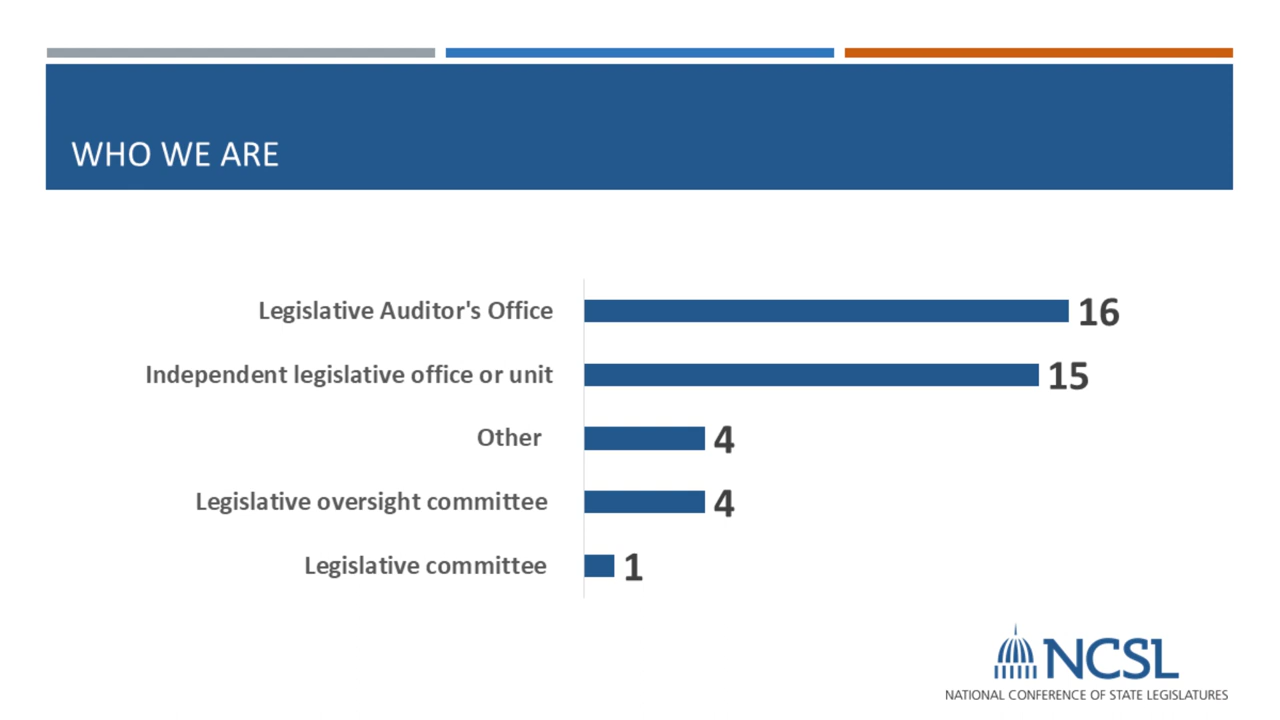 WHO WE ARE
Legislative Auditor's Office 16
Independent legislative office or unit 15
Other 4
Legislative oversight committee 4
Legislative committee 1
NCSL
NATIONAL CONFERENCE OF STATE LEGISLATURES